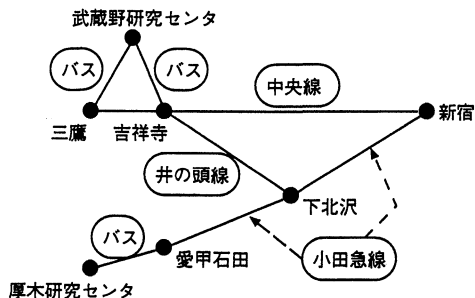 武蔵野研究センタ
バス
バス
中央線
新宿
三鷹
吉祥寺
井の頭線
下北沢
バス
愛甲石田
小田急線
厚木研究センタ